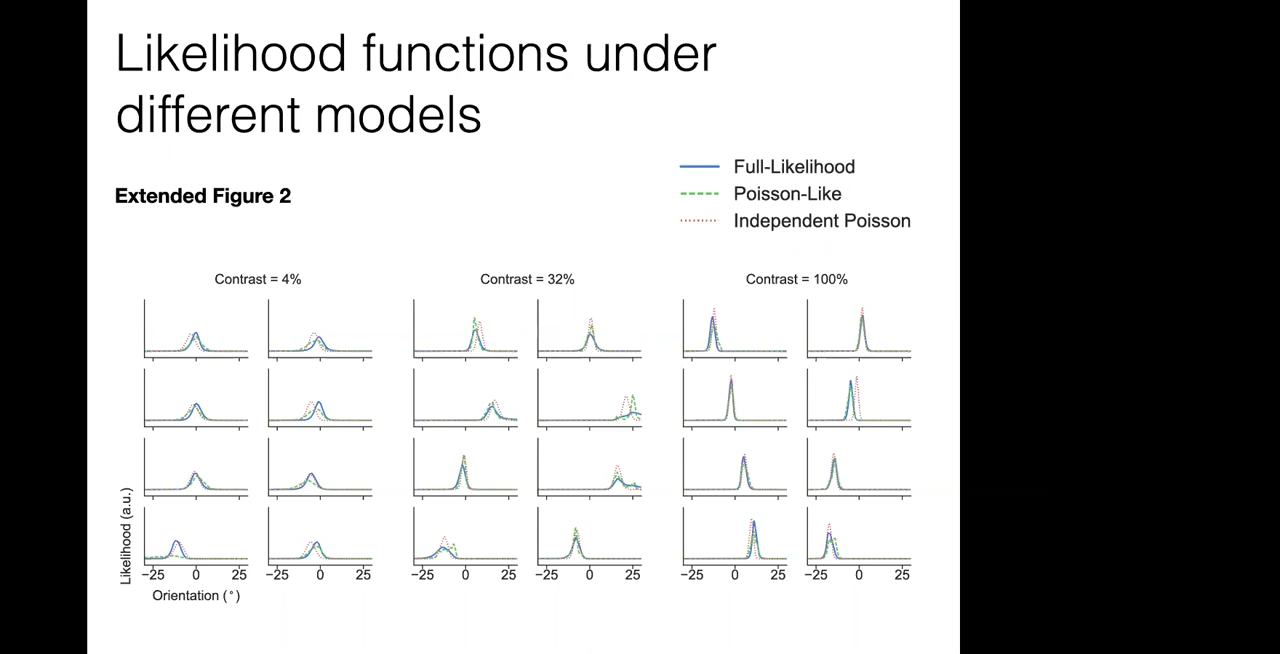 Likelihood functions under
different models
Full-Likelihood
Poisson-Like
Independent Poisson
Extended Figure 2
Contrast = 4%
Contrast = 32%
Contrast = 100%
Likelihood (a.u.)
−25 0 25 −25 0 25 −25 0 25 −25 0 25 −25 0 25 −25 0 25
Orientation (°)